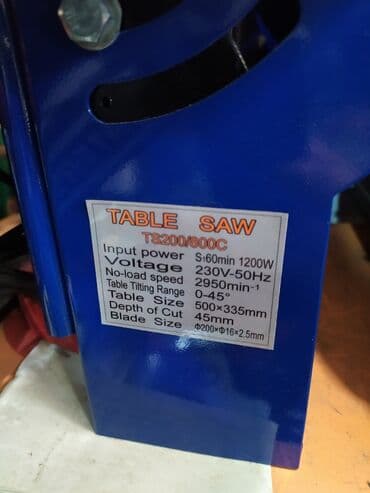 TABLE SAW
TS200/800C
Input power S₁60min 1200W
Voltage 230V-50Hz
No-load speed 2950min⁻¹
Table Tilting Range 0-45°
Table Size 500×335mm
Depth of Cut 45mm
Blade Size Φ200×Φ16×2.5mm